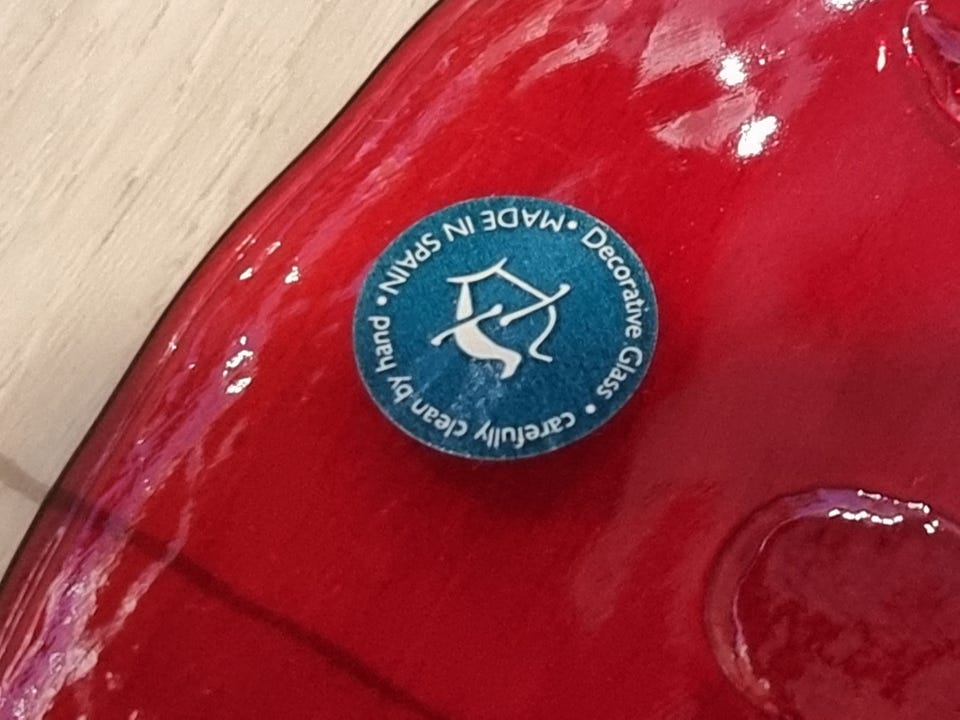 Decorative Glass • carefully clean by hand • MADE IN SPAIN •